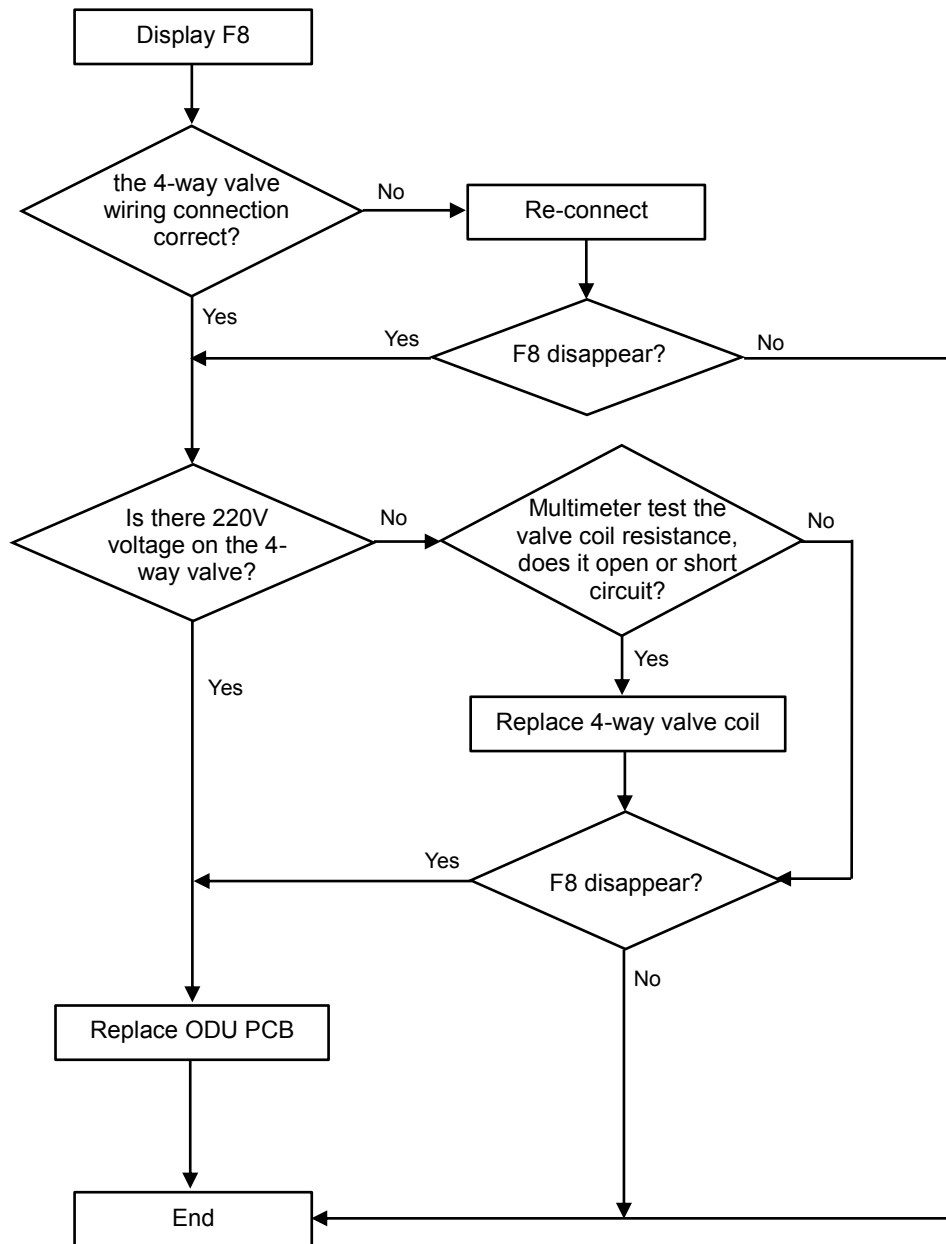 Display F8
the 4-way valve
wiring connection
correct?
No
Re-connect
Yes
Yes
F8 disappear?
No
Is there 220V
voltage on the 4-
way valve?
No
Multimeter test the
valve coil resistance,
does it open or short
circuit?
No
Yes
Yes
Replace 4-way valve coil
Yes
F8 disappear?
No
Replace ODU PCB
End